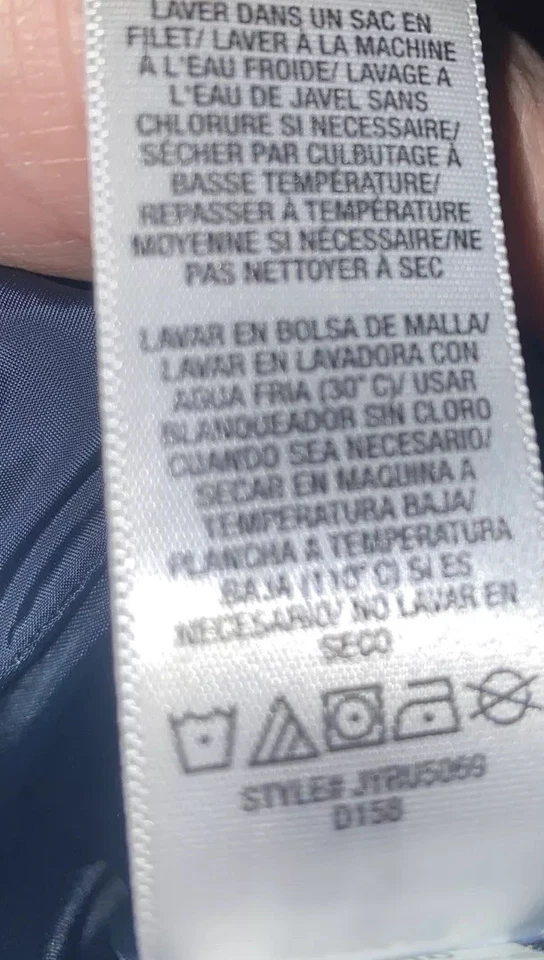 LAVER DANS UN SAC EN
FILET/ LAVER À LA MACHINE
À L'EAU FROIDE/ LAVAGE À
L'EAU DE JAVEL SANS
CHLORURE SI NECESSAIRE/
SÉCHER PAR CULBUTAGE À
BASSE TEMPÉRATURE/
REPASSER À TEMPÉRATURE
MOYENNE SI NÉCESSAIRE/NE
PAS NETTOYER À SEC
LAVAR EN BOLSA DE MALLA/
LAVAR EN LAVADORA CON
AGUA FRIA (30° C)/ USAR
BLANQUEADOR SIN CLORO
CUANDO SEA NECESARIO/
SECAR EN MAQUINA A
TEMPERATURA BAJA/
PLANCHA A TEMPERATURA
BAJA (110° C) SI ES
NECESARIO/ NO LAVAR EN
SECO
STYLE# JYRU5069
D158